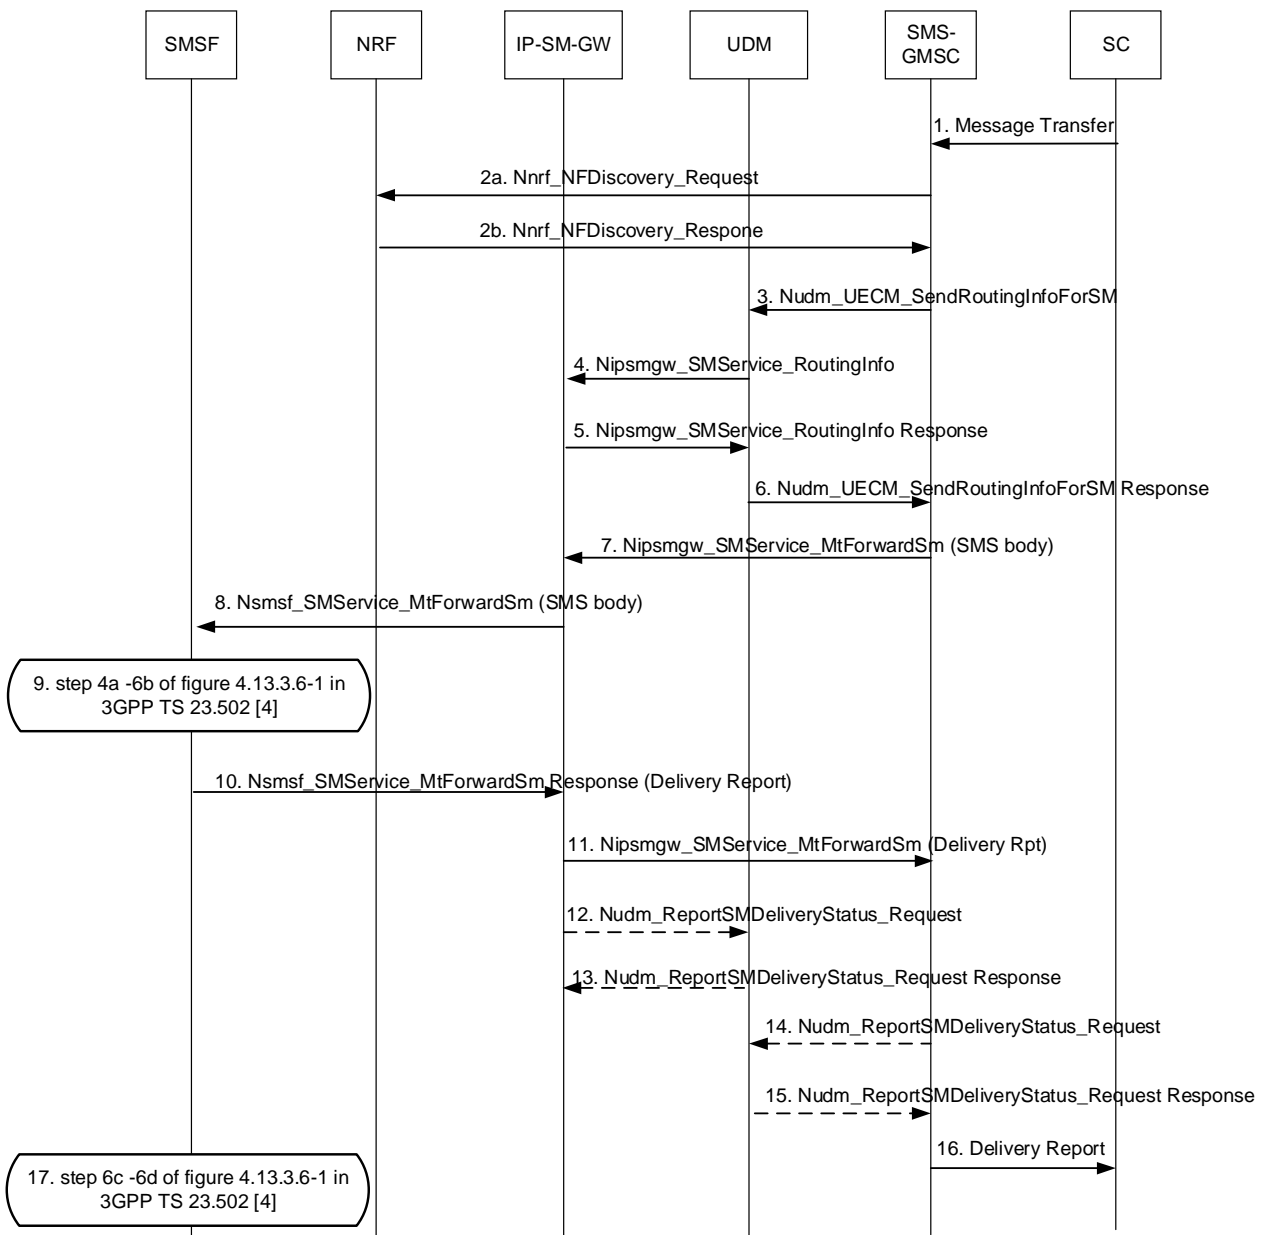 SMSF
NRF
IP-SM-GW
UDM
SMS-
GMSC
SC
1. Message Transfer
2a. Nnrf_NFDiscovery_Request
2b. Nnrf_NFDiscovery_Respone
3. Nudm_UECM_SendRoutingInfoForSM
4. Nipsmgw_SMService_RoutingInfo
5. Nipsmgw_SMService_RoutingInfo Response
6. Nudm_UECM_SendRoutingInfoForSM Response
7. Nipsmgw_SMService_MtForwardSm (SMS body)
8. Nsmsf_SMService_MtForwardSm (SMS body)
9. step 4a -6b of figure 4.13.3.6-1 in
3GPP TS 23.502 [4]
10. Nsmsf_SMService_MtForwardSm Response (Delivery Report)
11. Nipsmgw_SMService_MtForwardSm (Delivery Rpt)
12. Nudm_ReportSMDeliveryStatus_Request
13. Nudm_ReportSMDeliveryStatus_Request Response
14. Nudm_ReportSMDeliveryStatus_Request
15. Nudm_ReportSMDeliveryStatus_Request Response
16. Delivery Report
17. step 6c -6d of figure 4.13.3.6-1 in
3GPP TS 23.502 [4]